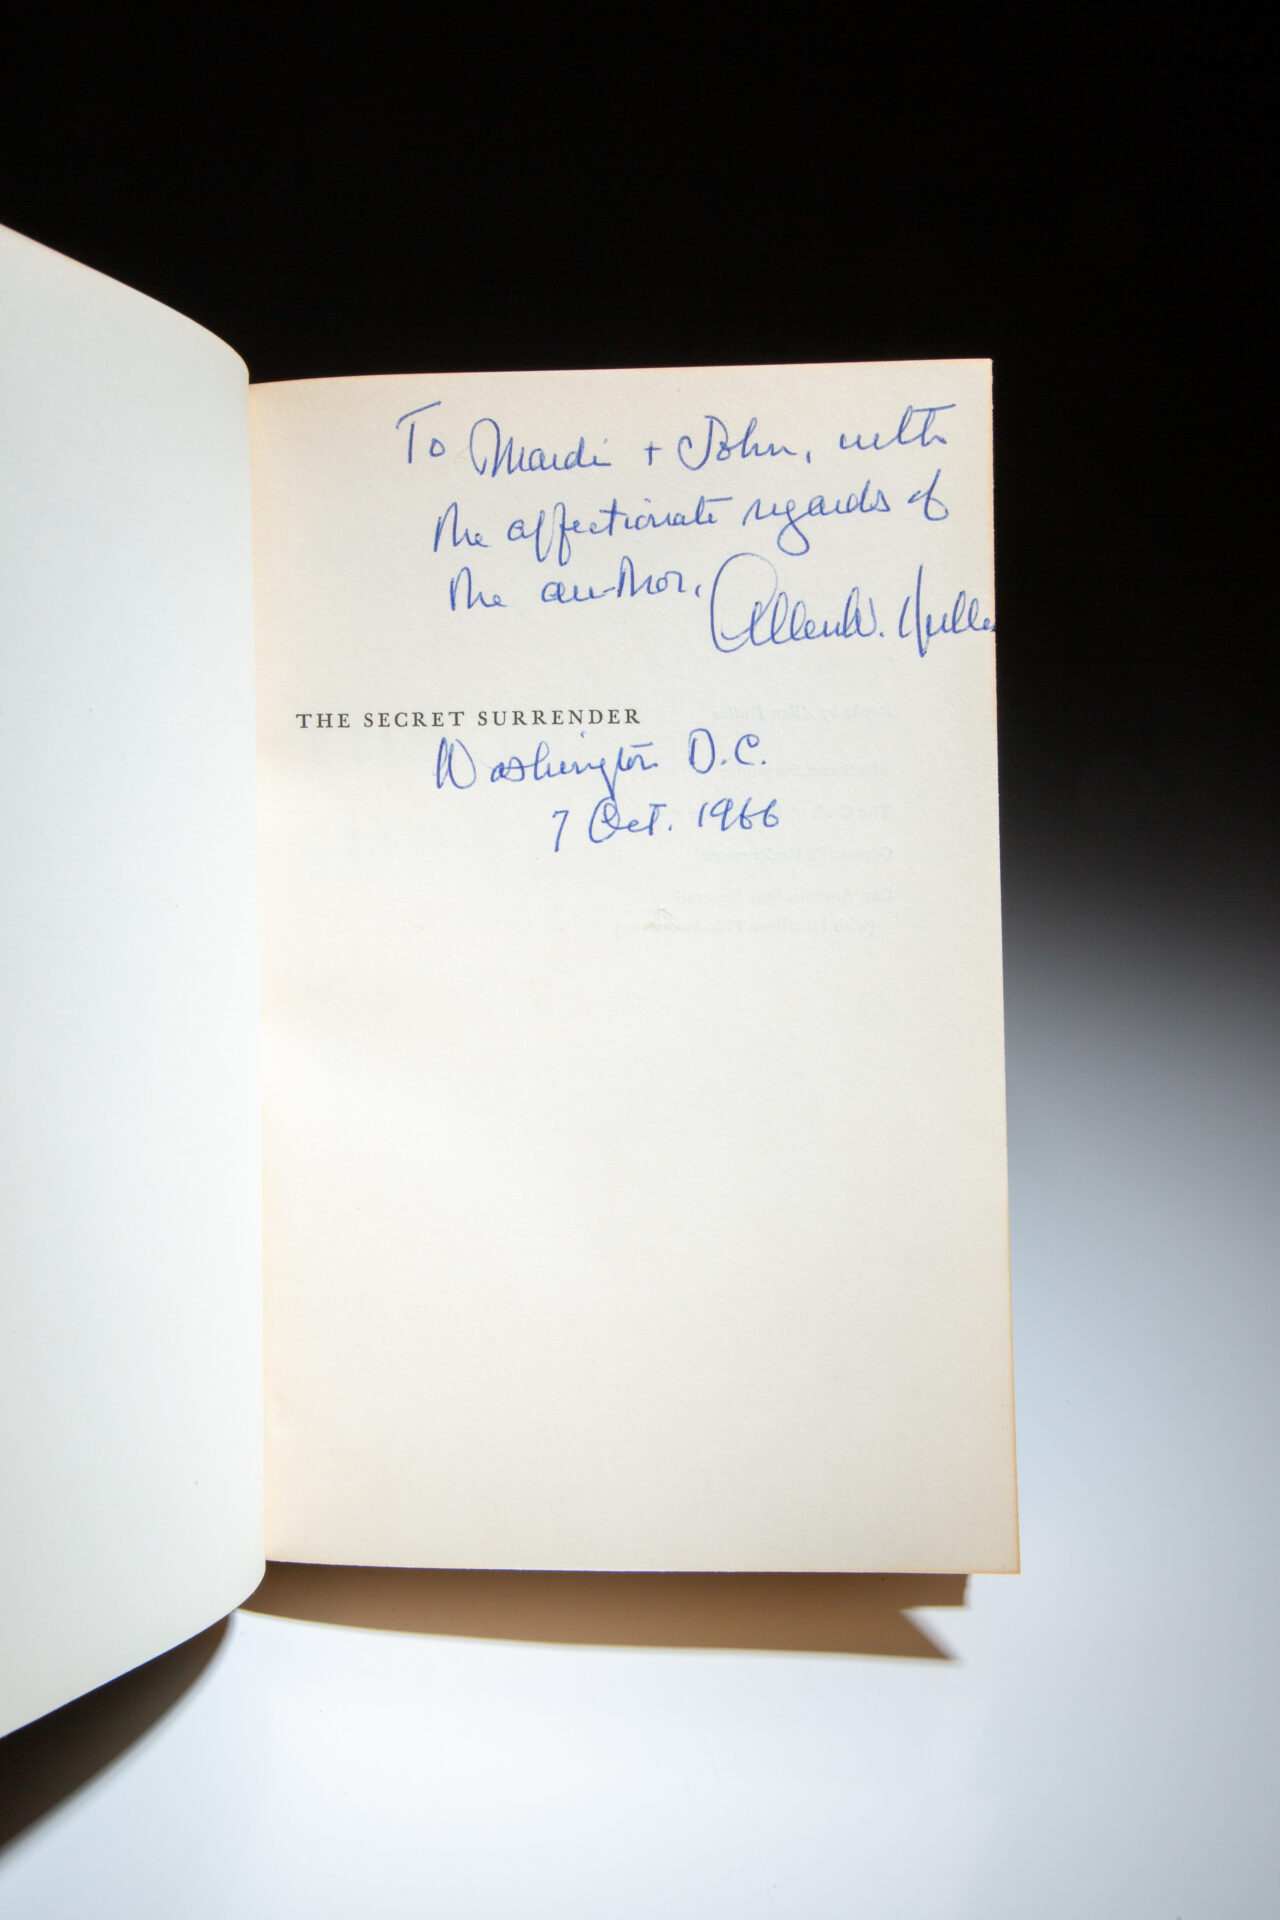 To Mardi + John, with
the affectionate regards of
the author,
Allen W. Dulles
THE SECRET SURRENDER
Washington D.C.
7 Oct. 1966